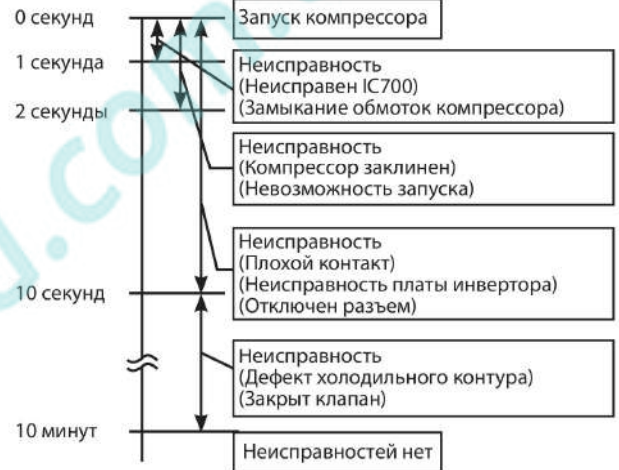 0 секунд
Запуск компрессора
1 секунда
Неисправность
(Неисправен IC700)
(Замыкание обмоток компрессора)
2 секунды
Неисправность
(Компрессор заклинен)
(Невозможность запуска)
Неисправность
(Плохой контакт)
(Неисправность платы инвертора)
(Отключен разъем)
10 секунд
Неисправность
(Дефект холодильного контура)
(Закрыт клапан)
10 минут
Неисправностей нет
d.com.